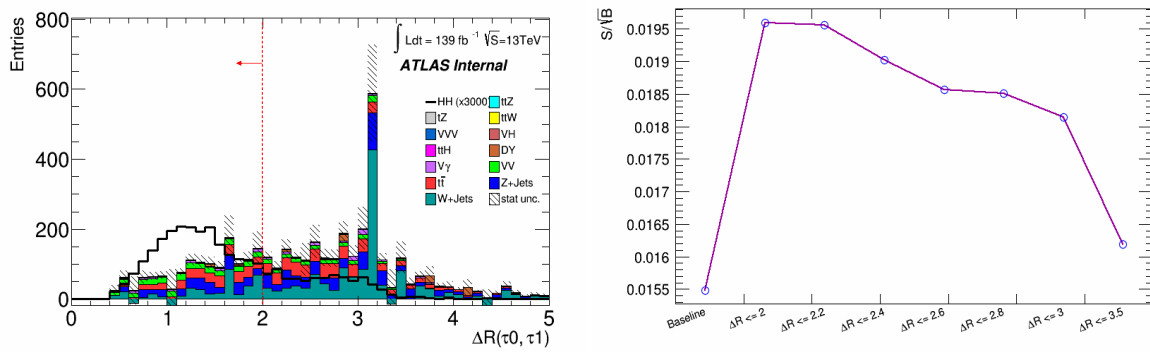 Entries
800
600
400
200
0
∫ Ldt = 139 fb⁻¹ √S=13TeV
ATLAS Internal
HH (x3000) ttZ
tZ ttW
VVV VH
ttH DY
Vγ VV
tt̄ Z+Jets
W+Jets stat unc.
0 1 2 3 4 5
ΔR(τ0, τ1)
S/√B
0.0195
0.019
0.0185
0.018
0.0175
0.017
0.0165
0.016
0.0155
Baseline ΔR <= 2 ΔR <= 2.2 ΔR <= 2.4 ΔR <= 2.6 ΔR <= 2.8 ΔR <= 3 ΔR <= 3.5